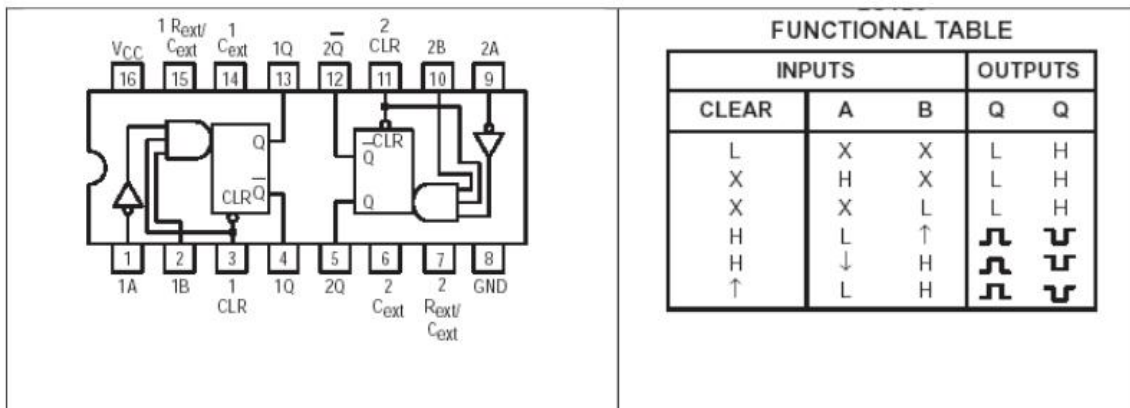 1 Rext/ Cext
1 Cext
2 CLR
VCC
1Q
2Q̅
2B
2A
16 15 14 13 12 11 10 9
Q
CLR
Q̅
CLR
Q̅
Q
1 2 3 4 5 6 7 8
1A
1B
1 CLR
1Q
2Q
2 Cext
2 Rext/ Cext
GND
FUNCTIONAL TABLE
INPUTS OUTPUTS
CLEAR A B Q Q
L X X L H
X H X L H
X X L L H
H L ↑
H ↓ H
↑ L H